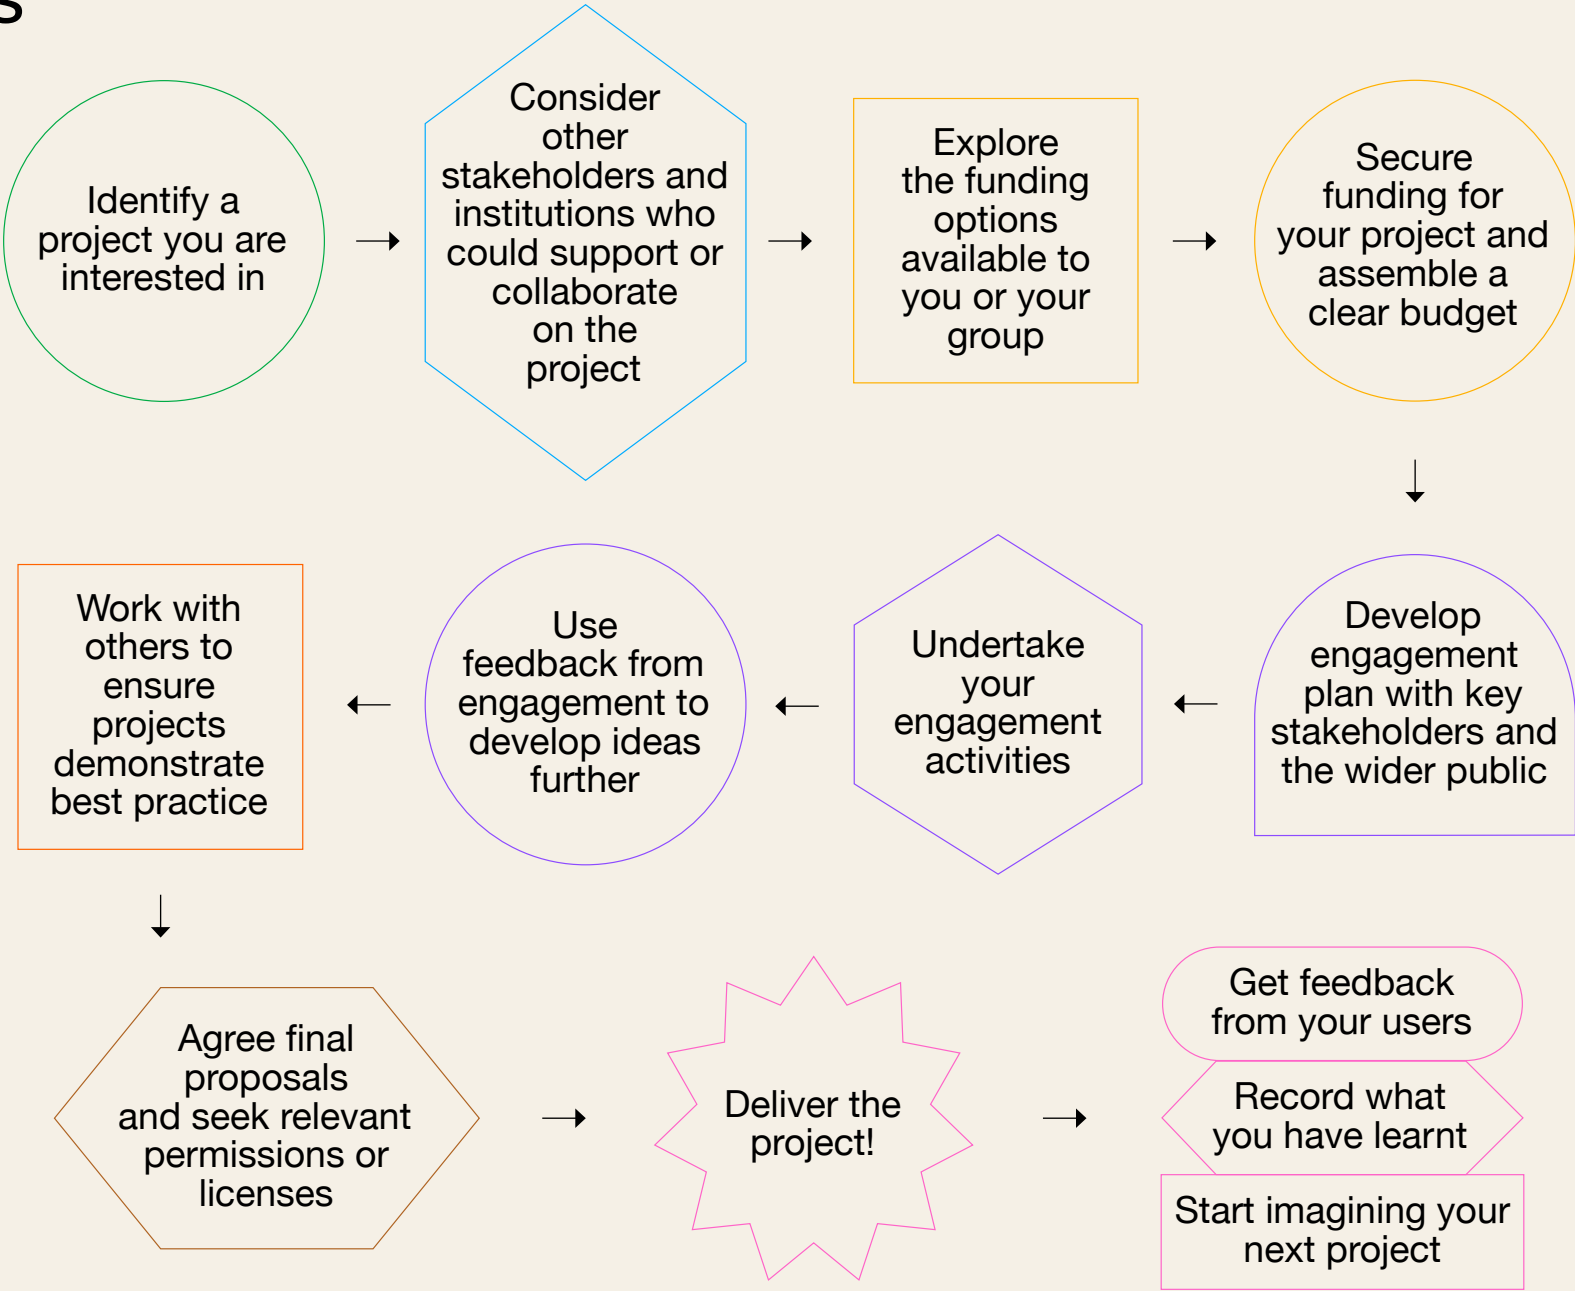 s
Identify a
project you are
interested in
Consider
other
stakeholders and
institutions who
could support or
collaborate
on the
project
Explore
the funding
options
available to
you or your
group
Secure
funding for
your project and
assemble a
clear budget
Develop
engagement
plan with key
stakeholders and
the wider public
Undertake
your
engagement
activities
Use
feedback from
engagement to
develop ideas
further
Work with
others to
ensure
projects
demonstrate
best practice
Agree final
proposals
and seek relevant
permissions or
licenses
Deliver the
project!
Get feedback
from your users
Record what
you have learnt
Start imagining your
next project